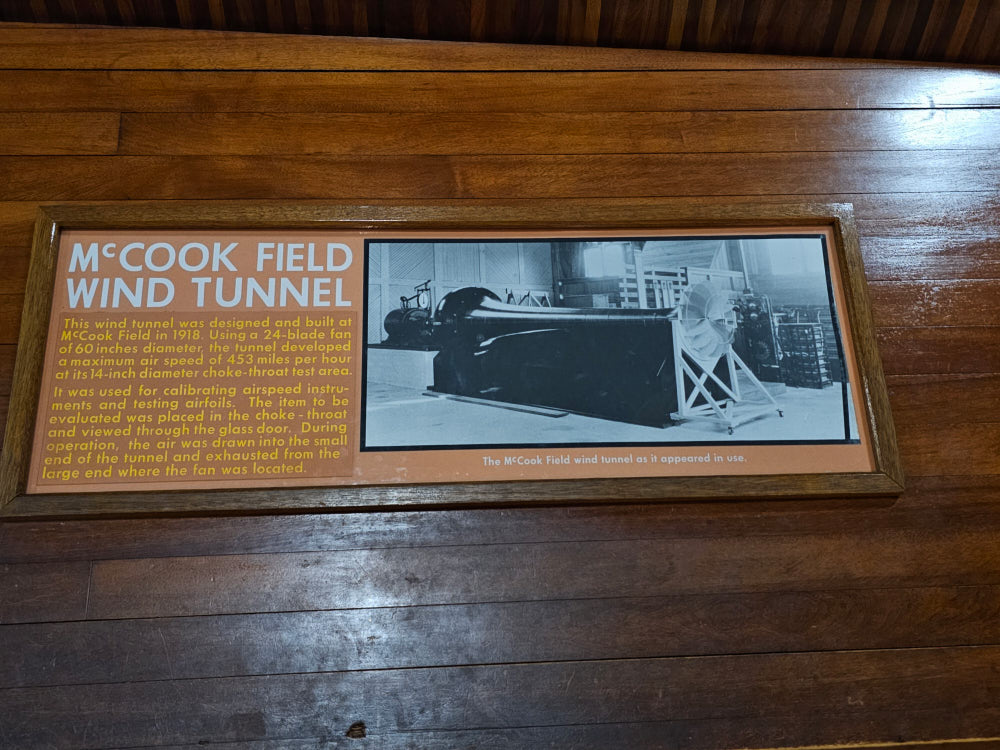 McCOOK FIELD
WIND TUNNEL
This wind tunnel was designed and built at
McCook Field in 1918. Using a 24-blade fan
of 60 inches diameter, the tunnel developed
a maximum air speed of 453 miles per hour
at its 14-inch diameter choke-throat test area.
It was used for calibrating airspeed instru-
ments and testing airfoils. The item to be
evaluated was placed in the choke-throat
and viewed through the glass door. During
operation, the air was drawn into the small
end of the tunnel and exhausted from the
large end where the fan was located.
The McCook Field wind tunnel as it appeared in use.